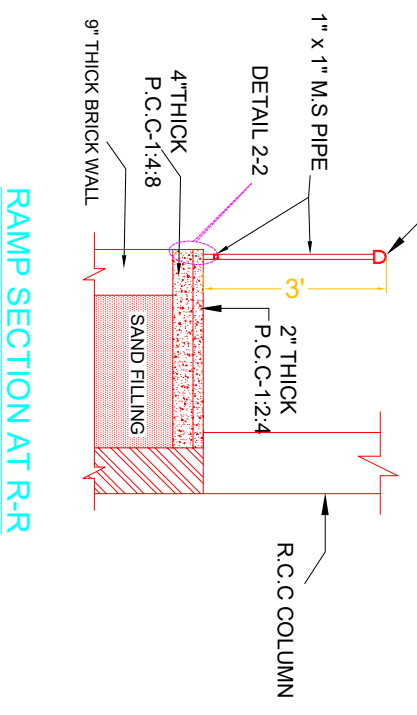 1" x 1" M.S PIPE
DETAIL 2-2
4"THICK
P.C.C-1:4:8
9" THICK BRICK WALL
3'
2" THICK
P.C.C-1:2:4
SAND FILLING
R.C.C COLUMN
RAMP SECTION AT R-R